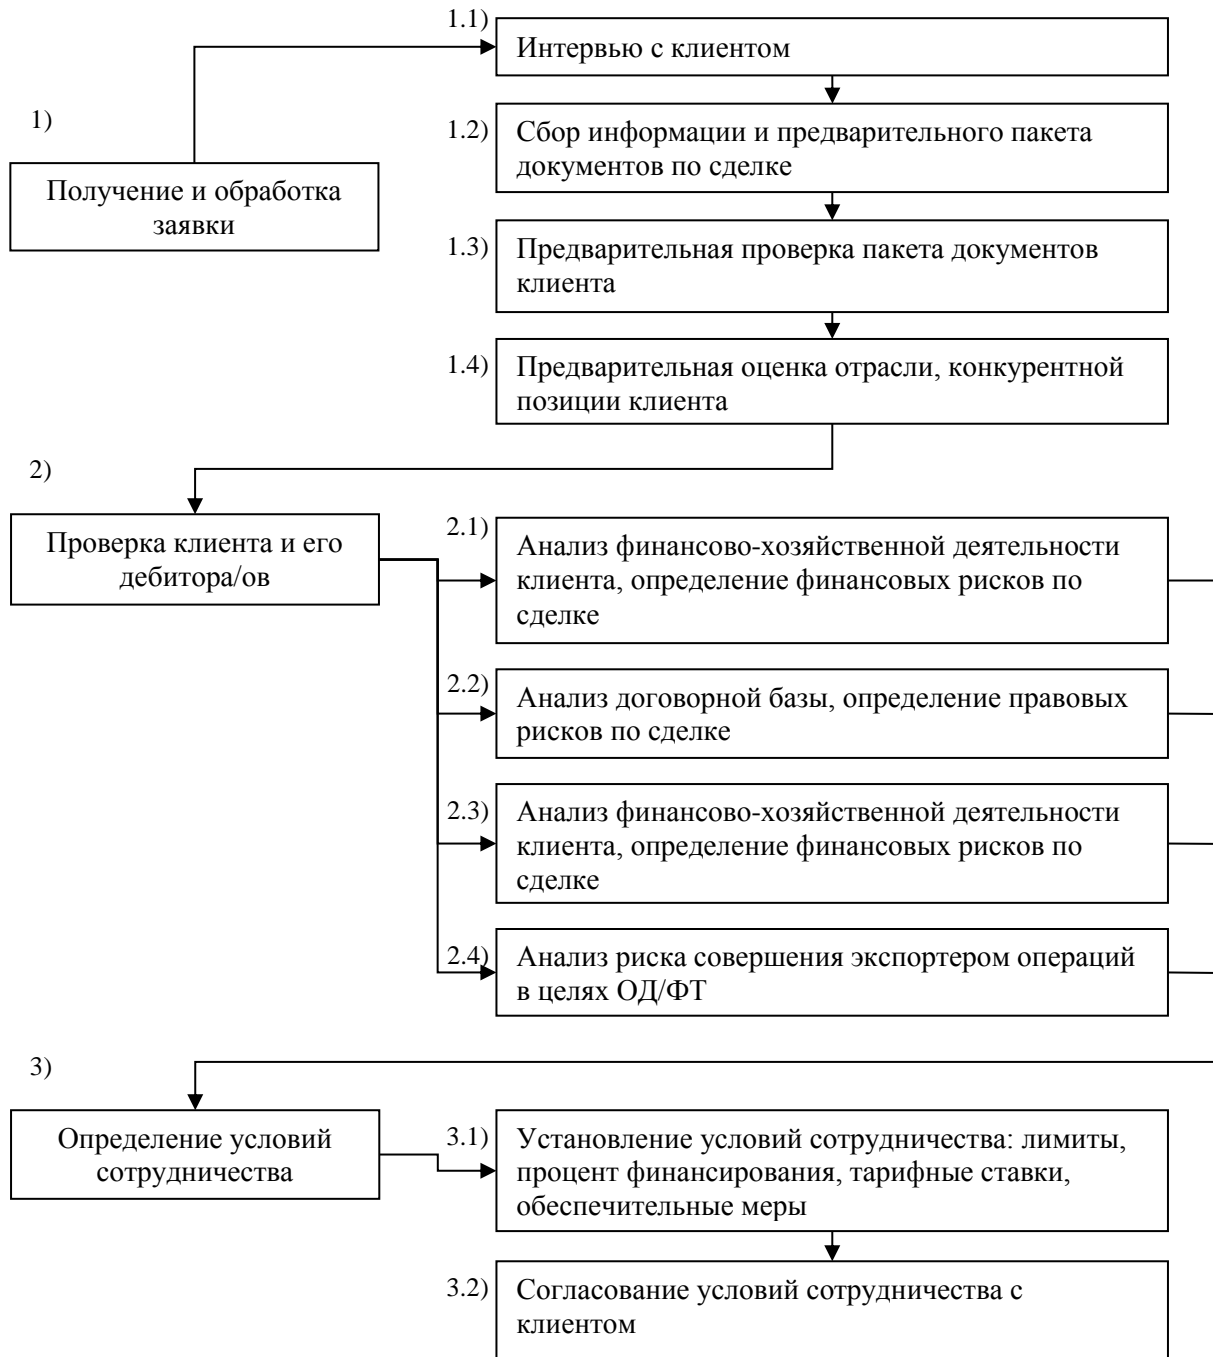 1.1)
Интервью с клиентом
1)
Получение и обработка
заявки
1.2)
Сбор информации и предварительного пакета
документов по сделке
1.3)
Предварительная проверка пакета документов
клиента
1.4)
Предварительная оценка отрасли, конкурентной
позиции клиента
2)
Проверка клиента и его
дебитора/ов
2.1)
Анализ финансово-хозяйственной деятельности
клиента, определение финансовых рисков по
сделке
2.2)
Анализ договорной базы, определение правовых
рисков по сделке
2.3)
Анализ финансово-хозяйственной деятельности
клиента, определение финансовых рисков по
сделке
2.4)
Анализ риска совершения экспортером операций
в целях ОД/ФТ
3)
Определение условий
сотрудничества
3.1)
Установление условий сотрудничества: лимиты,
процент финансирования, тарифные ставки,
обеспечительные меры
3.2)
Согласование условий сотрудничества с
клиентом